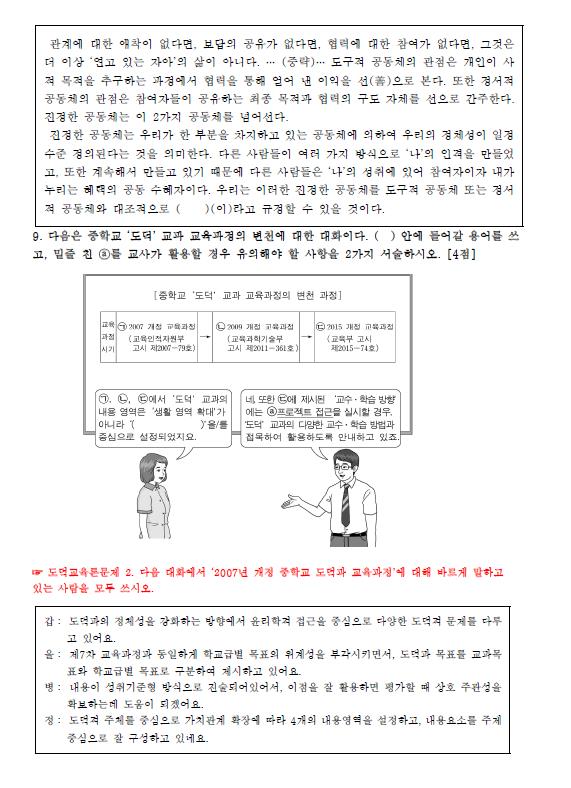 관계에 대한 애착이 없다면, 보답의 공유가 없다면, 협력에 대한 참여가 없다면, 그것은
더 이상 '연고 있는 자아'의 삶이 아니다. … (중략)… 도구적 공동체의 관점은 개인이 사
적 목적을 추구하는 과정에서 협력을 통해 얻어 낸 이익을 선(善)으로 본다. 또한 정서적
공동체의 관점은 참여자들이 공유하는 최종 목적과 협력의 구도 자체를 선으로 간주한다.
진정한 공동체는 이 2가지 공동체를 넘어선다.
진정한 공동체는 우리가 한 부분을 차지하고 있는 공동체에 의하여 우리의 정체성이 일정
수준 정의된다는 것을 의미한다. 다른 사람들이 여러 가지 방식으로 '나'의 인격을 만들었
고, 또한 계속해서 만들고 있기 때문에 다른 사람들은 '나'의 성취에 있어 참여자이자 내가
누리는 혜택의 공동 수혜자이다. 우리는 이러한 진정한 공동체를 도구적 공동체 또는 정서
적 공동체와 대조적으로 (     )(이)라고 규정할 수 있을 것이다.
9. 다음은 중학교 '도덕' 교과 교육과정의 변천에 대한 대화이다. (  ) 안에 들어갈 용어를 쓰
고, 밑줄 친 ⓐ를 교사가 활용할 경우 유의해야 할 사항을 2가지 서술하시오. [4점]
[중학교 '도덕' 교과 교육과정의 변천 과정]
교육
과정
시기
㉠ 2007 개정 교육과정
(교육인적자원부
고시 제2007-79호)
→
㉡ 2009 개정 교육과정
(교육과학기술부
고시 제2011-361호)
→
㉢ 2015 개정 교육과정
(교육부 고시
제2015-74호)
㉠, ㉡, ㉢에서 '도덕' 교과의
내용 영역은 '생활 영역 확대'가
아니라 '(          )'을/를
중심으로 설정되었지요.
네. 또한 ㉢에 제시된 '교수·학습 방향'
에는 ⓐ프로젝트 접근을 실시할 경우,
'도덕' 교과의 다양한 교수·학습 방법과
접목하여 활용하도록 안내하고 있죠.
☞ 도덕교육론문제 2. 다음 대화에서 '2007년 개정 중학교 도덕과 교육과정'에 대해 바르게 말하고
있는 사람을 모두 쓰시오.
갑 : 도덕과의 정체성을 강화하는 방향에서 윤리학적 접근을 중심으로 다양한 도덕적 문제를 다루
고 있어요.
을 : 제7차 교육과정과 동일하게 학교급별 목표의 위계성을 부각시키면서, 도덕과 목표를 교과목
표와 학교급별 목표로 구분하여 제시하고 있어요.
병 : 내용이 성취기준형 방식으로 진술되어있어서, 이점을 잘 활용하면 평가할 때 상호 주관성을
확보하는데 도움이 되겠어요.
정 : 도덕적 주체를 중심으로 가치관계 확장에 따라 4개의 내용영역을 설정하고, 내용요소를 주제
중심으로 잘 구성하고 있네요.